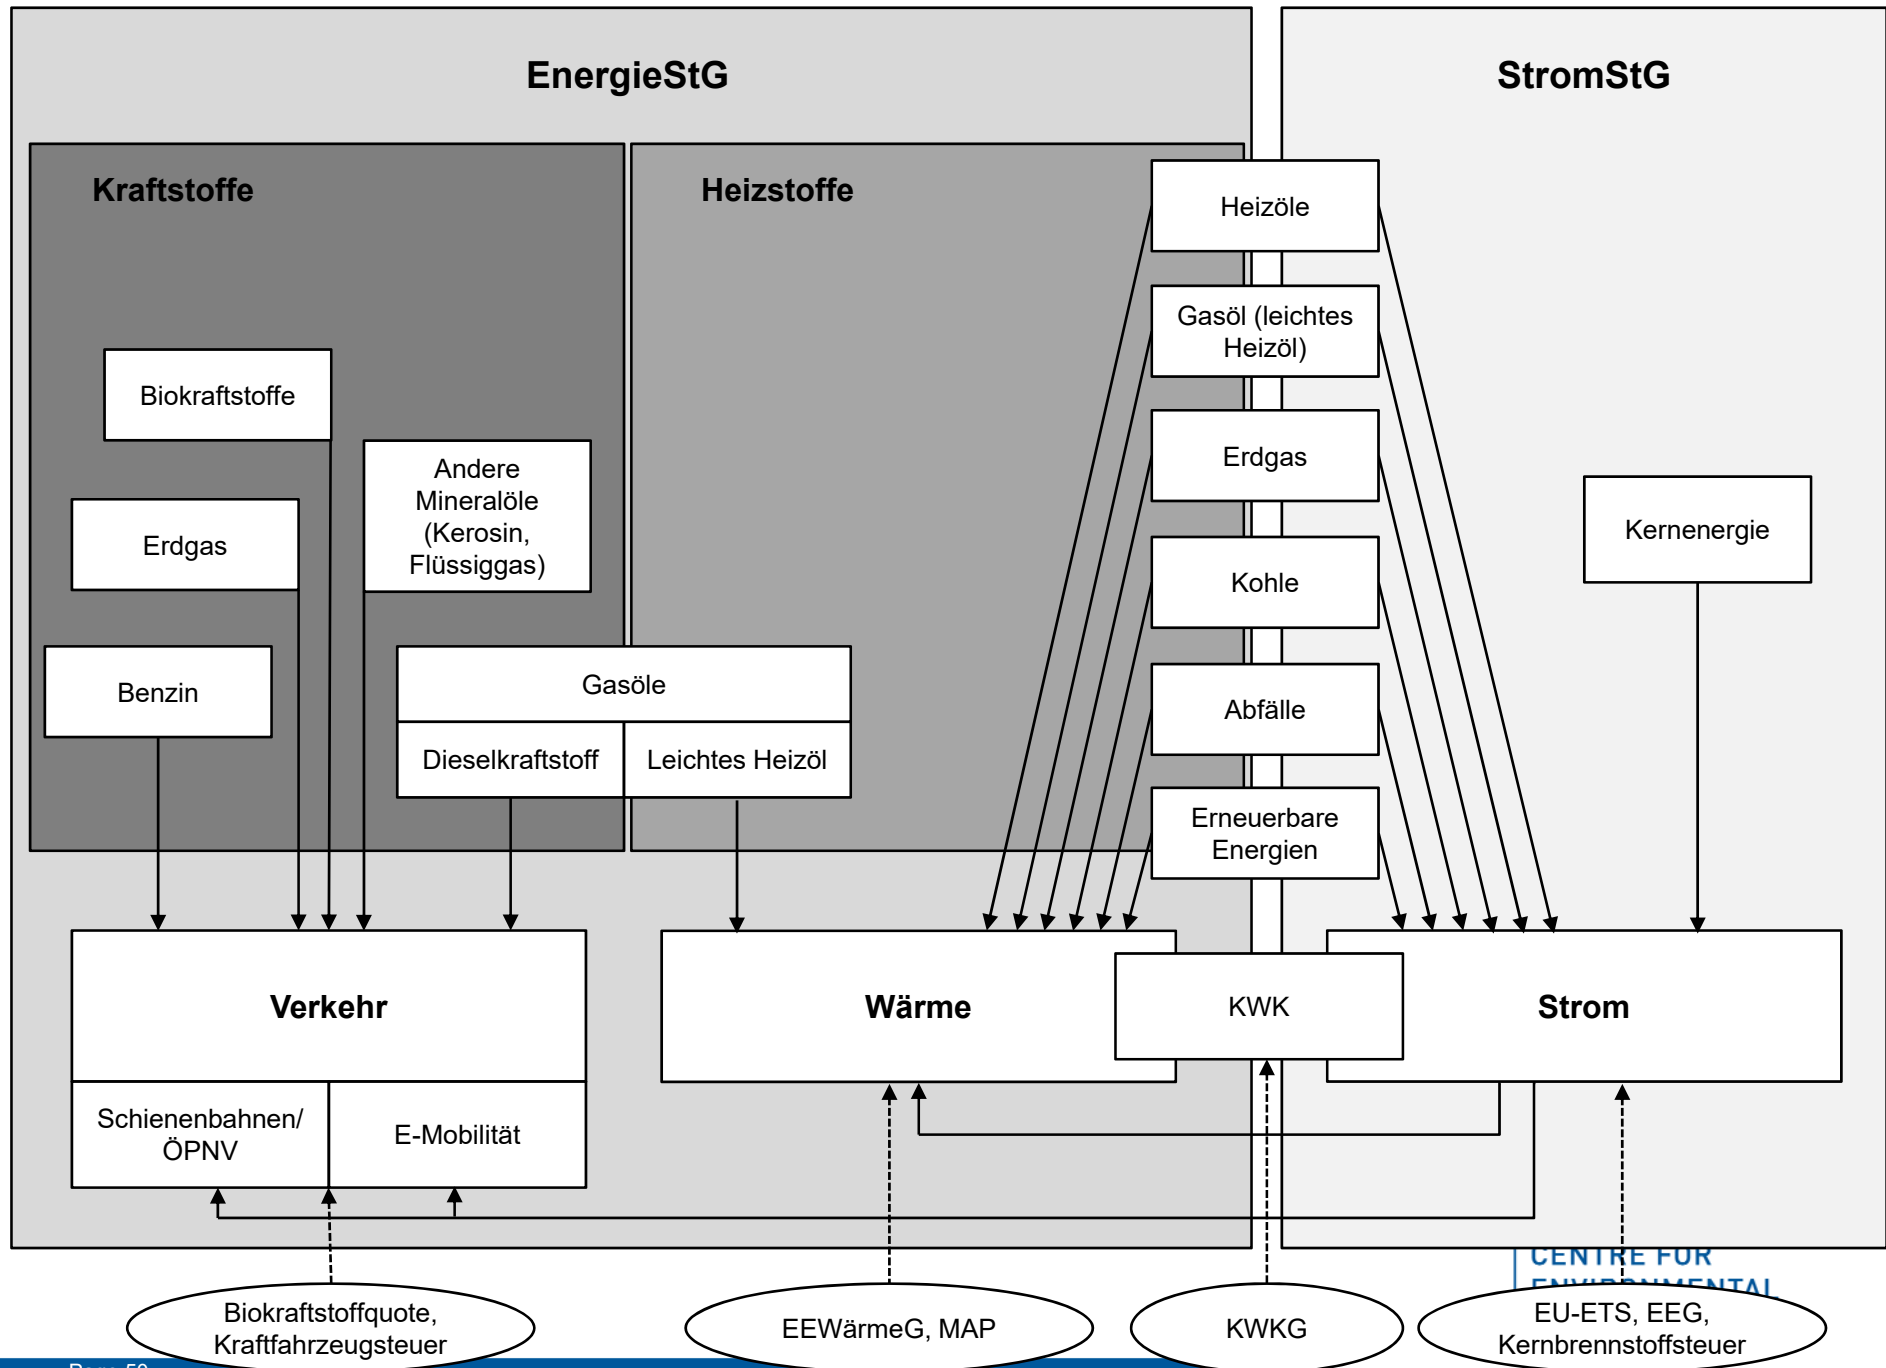 EnergieStG
StromStG
Kraftstoffe
Heizstoffe
Heizöle
Gasöl (leichtes
Heizöl)
Biokraftstoffe
Andere
Mineralöle
(Kerosin,
Flüssiggas)
Erdgas
Erdgas
Kernenergie
Kohle
Benzin
Gasöle
Dieselkraftstoff
Leichtes Heizöl
Abfälle
Erneuerbare
Energien
Verkehr
Wärme
KWK
Strom
Schienenbahnen/
ÖPNV
E-Mobilität
CENTRE FOR
ENVIRONMENTAL
Biokraftstoffquote,
Kraftfahrzeugsteuer
EEWärmeG, MAP
KWKG
EU-ETS, EEG,
Kernbrennstoffsteuer